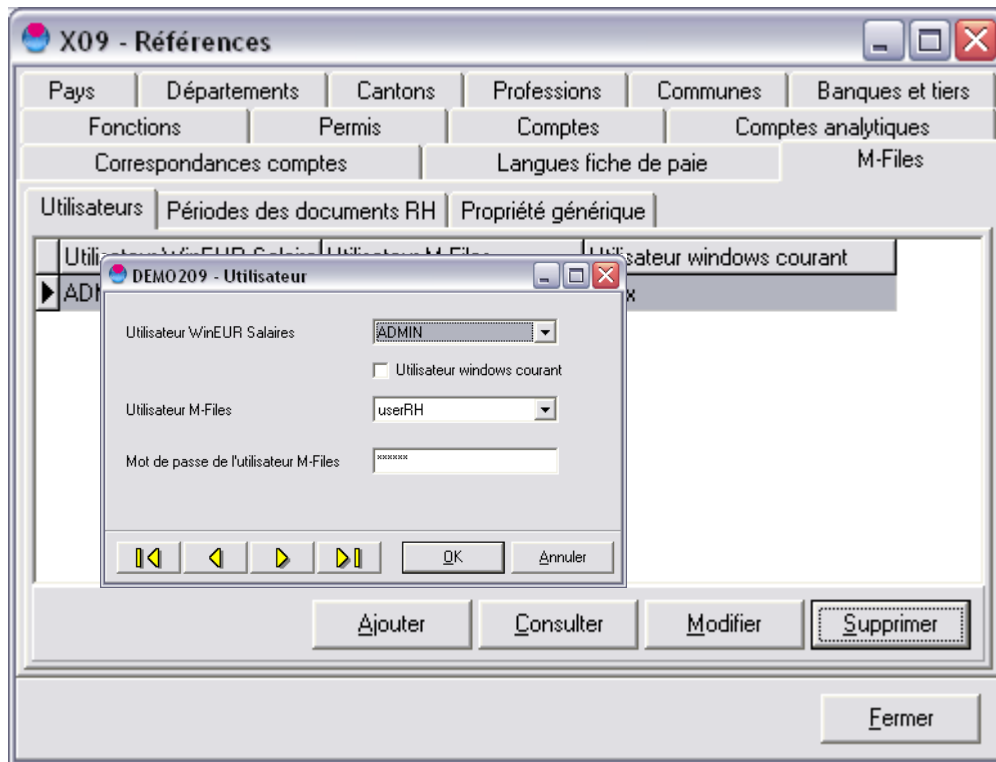 X09 - Références
Pays Départements Cantons Professions Communes Banques et tiers
Fonctions Permis Comptes Comptes analytiques
Correspondances comptes Langues fiche de paie M-Files
Utilisateurs Périodes des documents RH Propriété générique
windows courant
x
DEMO209 - Utilisateur
Utilisateur WinEUR Salaires ADMIN
Utilisateur windows courant
Utilisateur M-Files userRH
Mot de passe de l'utilisateur M-Files xxxxxx
OK Annuler
Ajouter Consulter Modifier Supprimer
Fermer